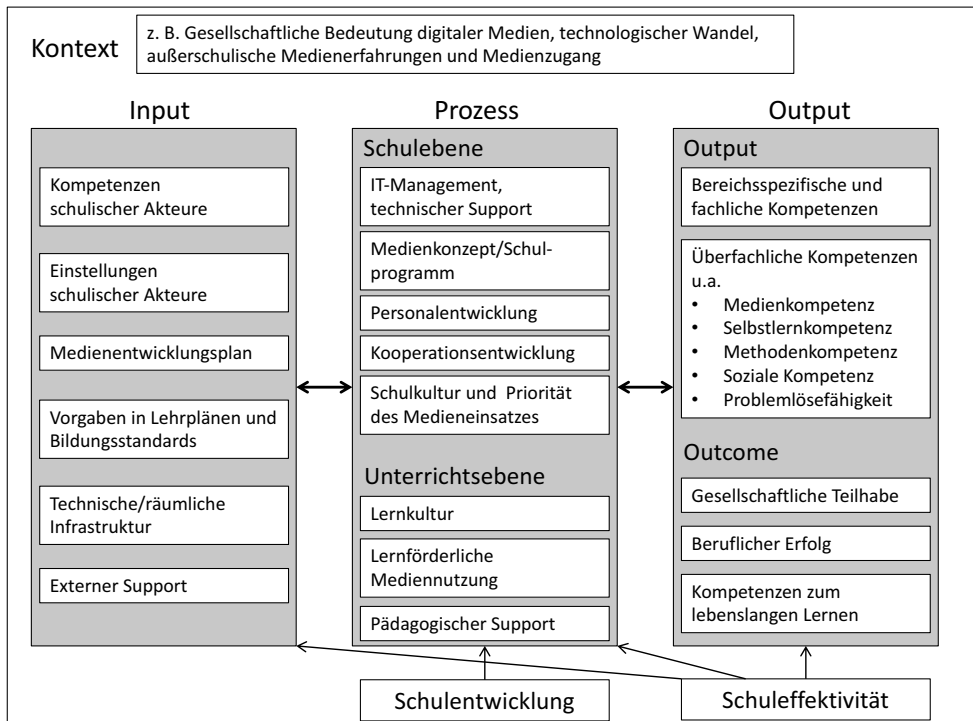 Kontext
z. B. Gesellschaftliche Bedeutung digitaler Medien, technologischer Wandel,
außerschulische Medienerfahrungen und Medienzugang
Input
Kompetenzen
schulischer Akteure
Einstellungen
schulischer Akteure
Medienentwicklungsplan
Vorgaben in Lehrplänen und
Bildungsstandards
Technische/räumliche
Infrastruktur
Externer Support
Prozess
Schulebene
IT-Management,
technischer Support
Medienkonzept/Schul-
programm
Personalentwicklung
Kooperationsentwicklung
Schulkultur und Priorität
des Medieneinsatzes
Unterrichtsebene
Lernkultur
Lernförderliche
Mediennutzung
Pädagogischer Support
Output
Output
Bereichsspezifische und
fachliche Kompetenzen
Überfachliche Kompetenzen
u.a.
• Medienkompetenz
• Selbstlernkompetenz
• Methodenkompetenz
• Soziale Kompetenz
• Problemlösefähigkeit
Outcome
Gesellschaftliche Teilhabe
Beruflicher Erfolg
Kompetenzen zum
lebenslangen Lernen
Schulentwicklung
Schuleffektivität